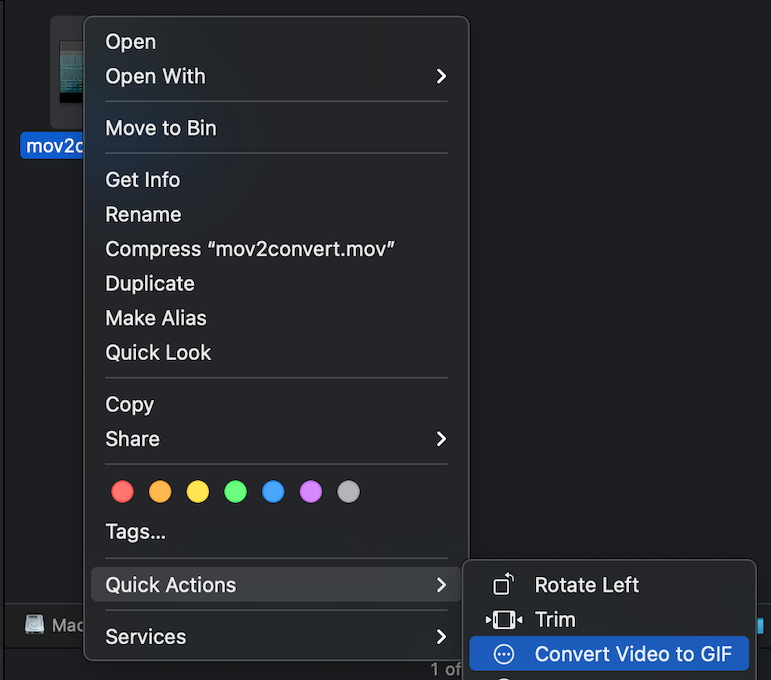 Open
Open With
Move to Bin
mov2c
Get Info
Rename
Compress “mov2convert.mov”
Duplicate
Make Alias
Quick Look
Copy
Share
Tags...
Quick Actions
Rotate Left
Trim
Mac
Services
Convert Video to GIF
1 of